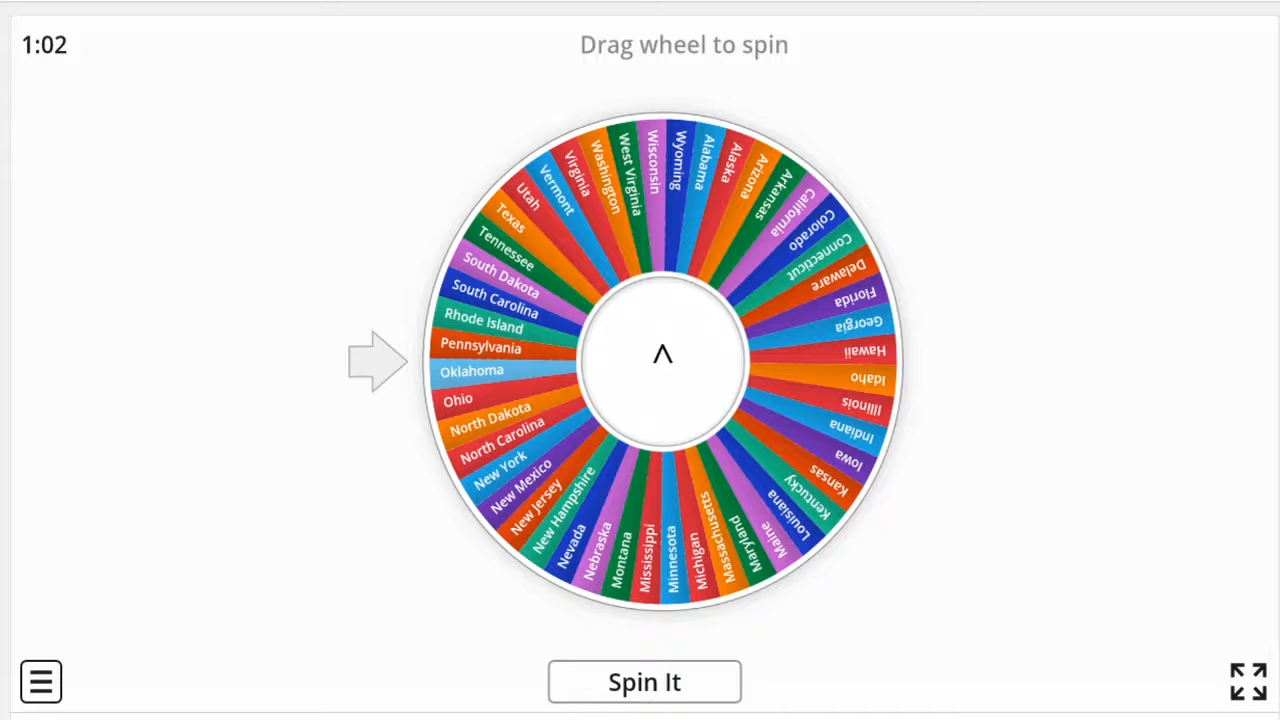 1:02
Drag wheel to spin
Wyoming
Alabama
Alaska
Arizona
Arkansas
California
Colorado
Connecticut
Delaware
Florida
Georgia
Hawaii
Idaho
Illinois
Indiana
Iowa
Kansas
Kentucky
Louisiana
Maine
Maryland
Massachusetts
Michigan
Minnesota
Mississippi
Montana
Nebraska
Nevada
New Hampshire
New Jersey
New Mexico
New York
North Carolina
North Dakota
Ohio
Oklahoma
Pennsylvania
Rhode Island
South Carolina
South Dakota
Tennessee
Texas
Utah
Vermont
Virginia
Washington
West Virginia
Wisconsin
^
Spin It